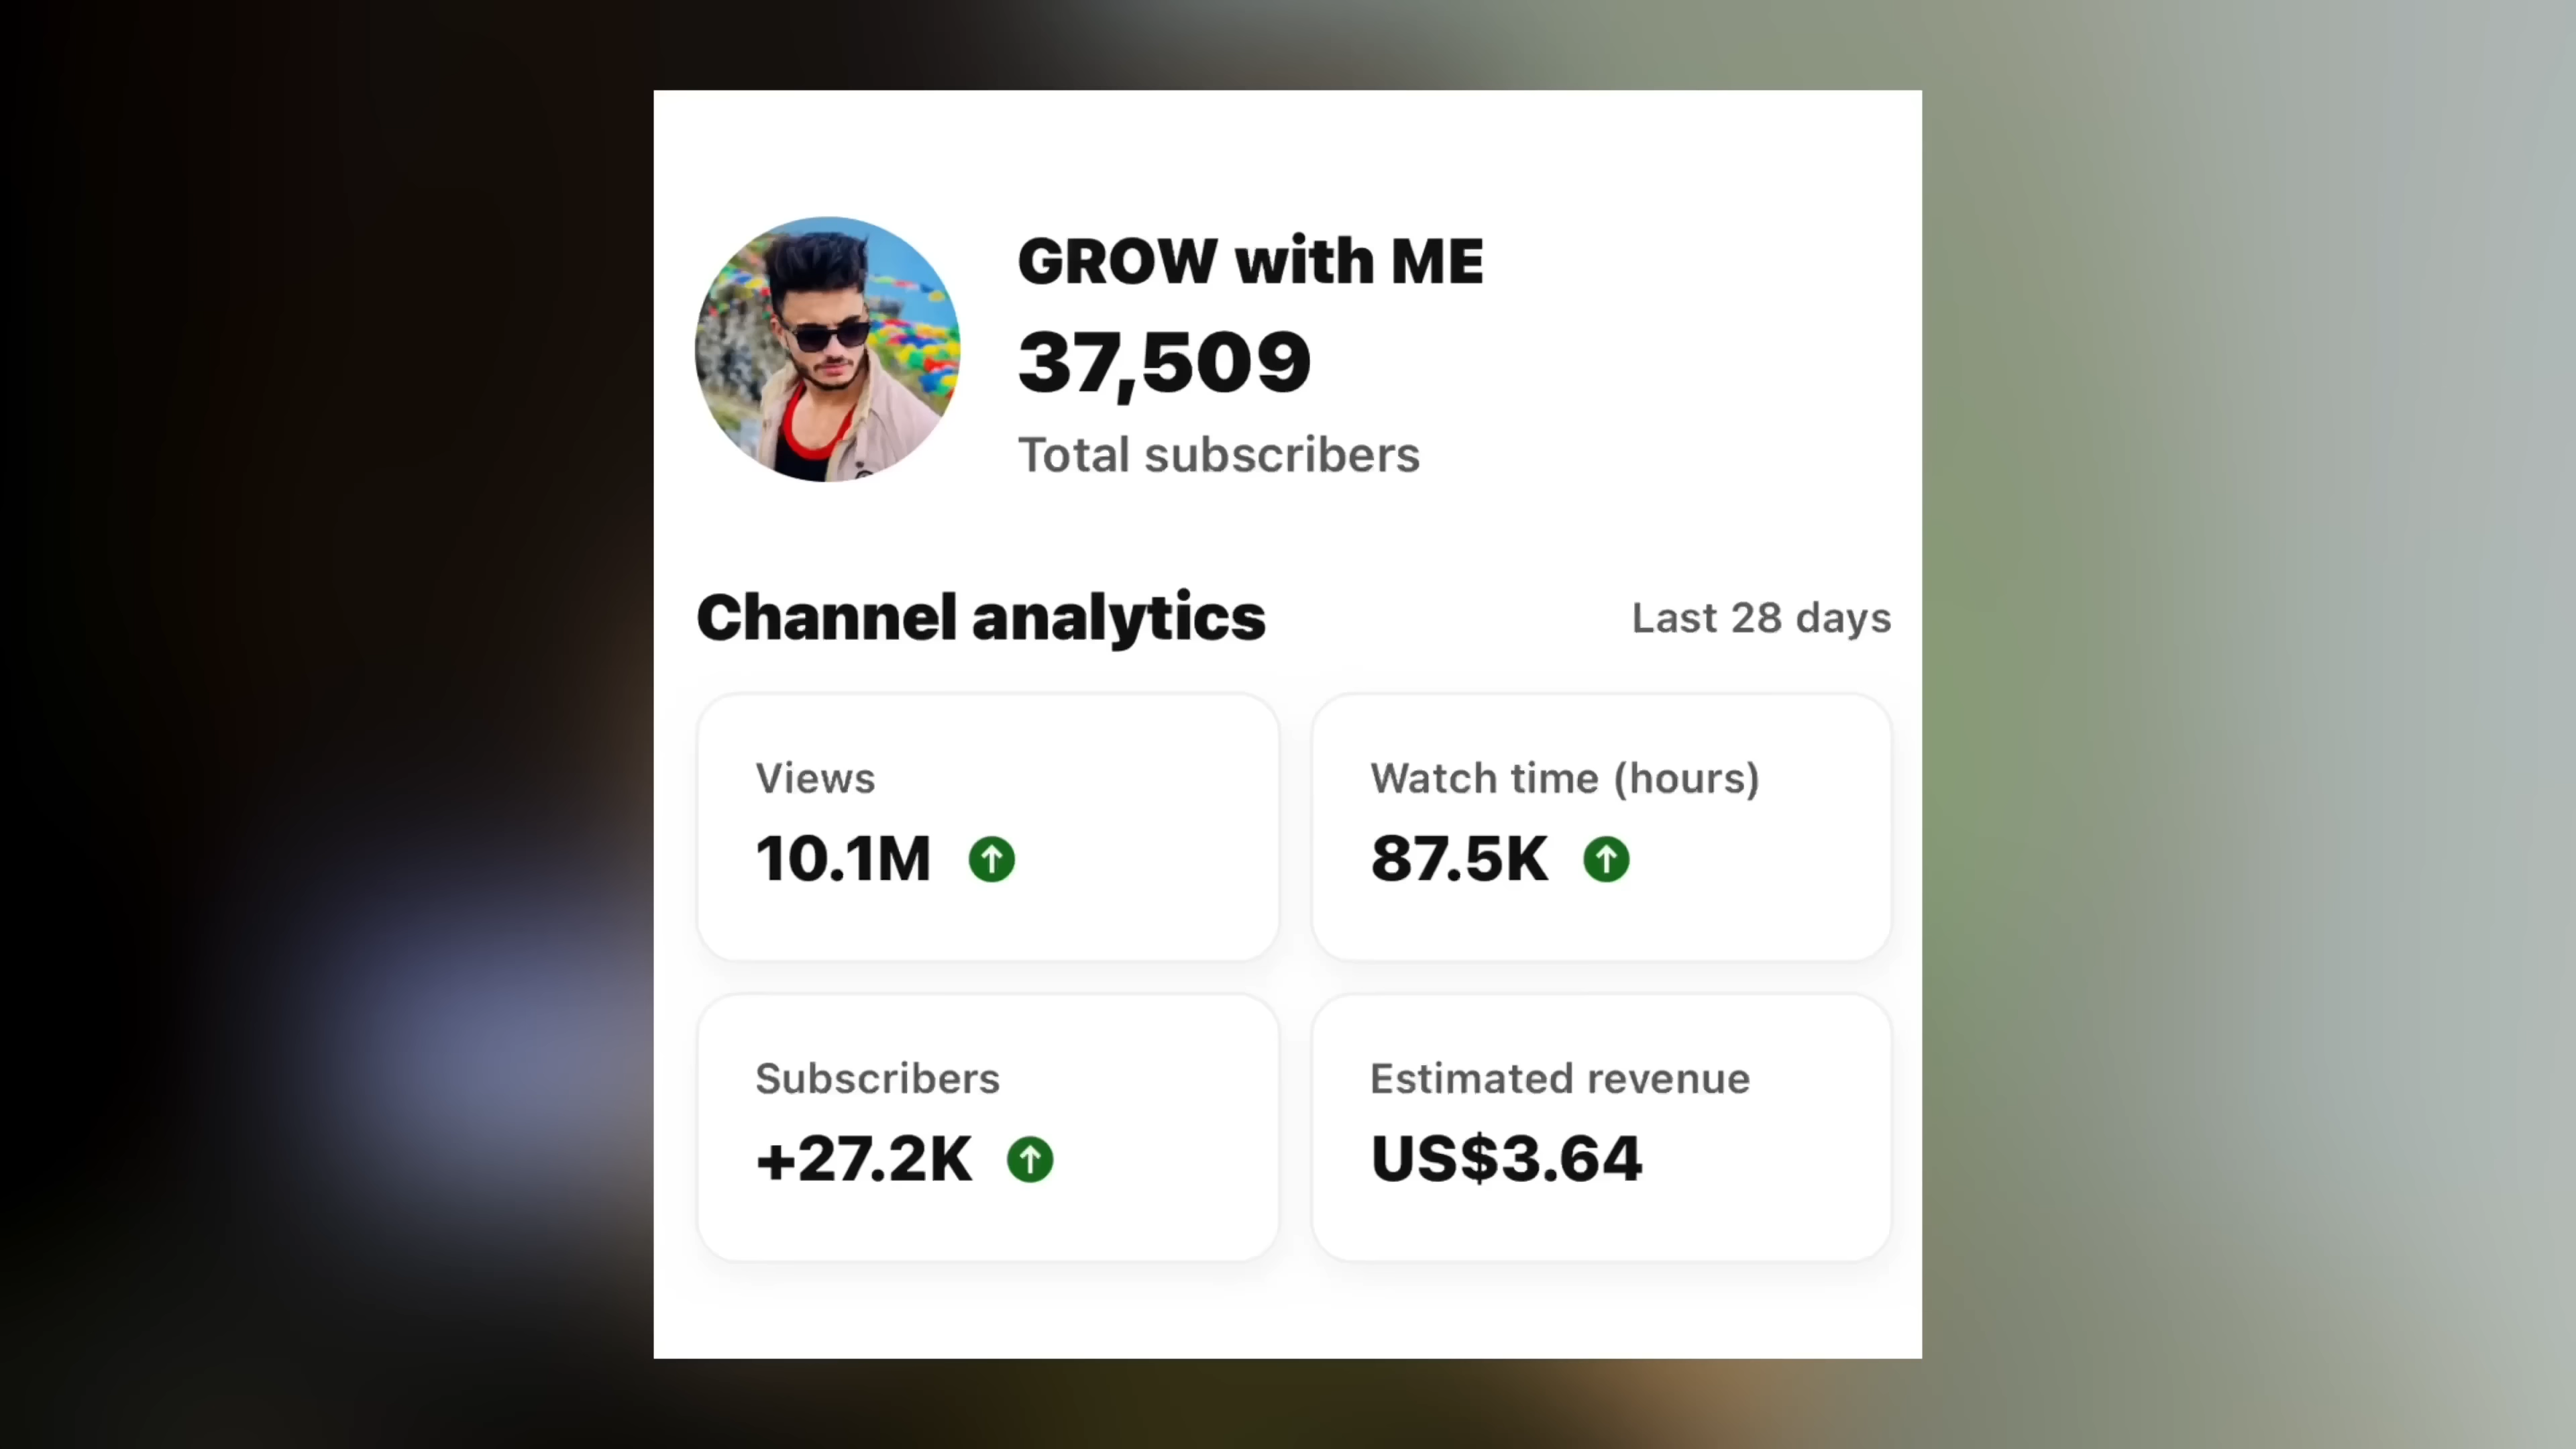 GROW with ME
37,509
Total subscribers
Channel analytics
Last 28 days
Views
10.1M
Watch time (hours)
87.5K
Subscribers
+27.2K
Estimated revenue
US$3.64